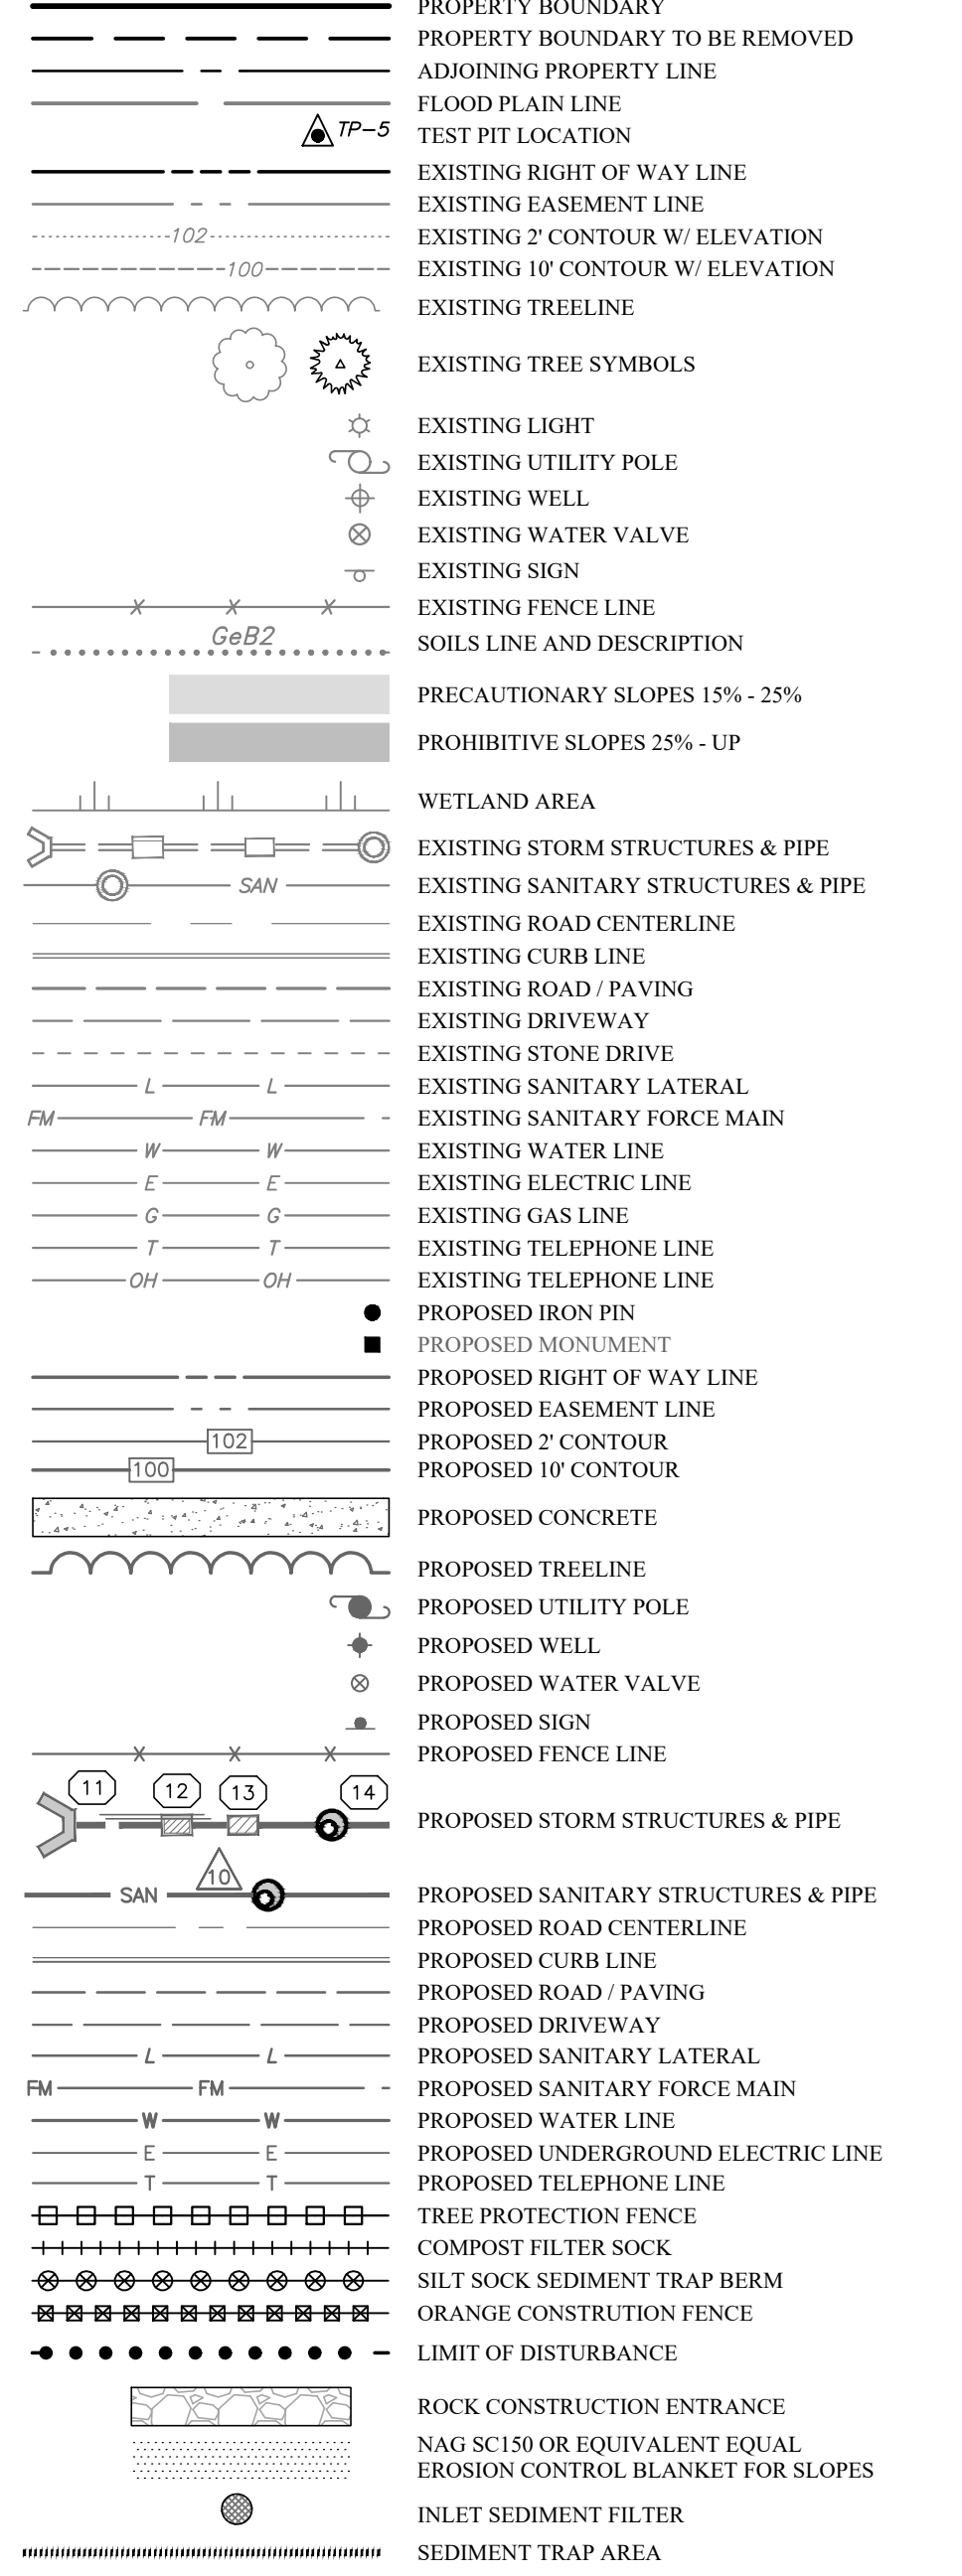 PROPERTY BOUNDARY
PROPERTY BOUNDARY TO BE REMOVED
ADJOINING PROPERTY LINE
FLOOD PLAIN LINE
TP-5 TEST PIT LOCATION
EXISTING RIGHT OF WAY LINE
EXISTING EASEMENT LINE
102 EXISTING 2' CONTOUR W/ ELEVATION
100 EXISTING 10' CONTOUR W/ ELEVATION
EXISTING TREELINE
EXISTING TREE SYMBOLS
EXISTING LIGHT
EXISTING UTILITY POLE
EXISTING WELL
EXISTING WATER VALVE
EXISTING SIGN
X X X EXISTING FENCE LINE
GeB2 SOILS LINE AND DESCRIPTION
PRECAUTIONARY SLOPES 15% - 25%
PROHIBITIVE SLOPES 25% - UP
WETLAND AREA
EXISTING STORM STRUCTURES & PIPE
SAN EXISTING SANITARY STRUCTURES & PIPE
EXISTING ROAD CENTERLINE
EXISTING CURB LINE
EXISTING ROAD / PAVING
EXISTING DRIVEWAY
EXISTING STONE DRIVE
L L EXISTING SANITARY LATERAL
FM FM EXISTING SANITARY FORCE MAIN
W W EXISTING WATER LINE
E E EXISTING ELECTRIC LINE
G G EXISTING GAS LINE
T T EXISTING TELEPHONE LINE
OH OH EXISTING TELEPHONE LINE
PROPOSED IRON PIN
PROPOSED MONUMENT
PROPOSED RIGHT OF WAY LINE
PROPOSED EASEMENT LINE
102 PROPOSED 2' CONTOUR
100 PROPOSED 10' CONTOUR
PROPOSED CONCRETE
PROPOSED TREELINE
PROPOSED UTILITY POLE
PROPOSED WELL
PROPOSED WATER VALVE
PROPOSED SIGN
X X X PROPOSED FENCE LINE
11 12 13 14
PROPOSED STORM STRUCTURES & PIPE
10
SAN PROPOSED SANITARY STRUCTURES & PIPE
PROPOSED ROAD CENTERLINE
PROPOSED CURB LINE
PROPOSED ROAD / PAVING
PROPOSED DRIVEWAY
L L PROPOSED SANITARY LATERAL
FM FM PROPOSED SANITARY FORCE MAIN
W W PROPOSED WATER LINE
E E PROPOSED UNDERGROUND ELECTRIC LINE
T T PROPOSED TELEPHONE LINE
TREE PROTECTION FENCE
COMPOST FILTER SOCK
SILT SOCK SEDIMENT TRAP BERM
ORANGE CONSTRUTION FENCE
LIMIT OF DISTURBANCE
ROCK CONSTRUCTION ENTRANCE
NAG SC150 OR EQUIVALENT EQUAL
EROSION CONTROL BLANKET FOR SLOPES
INLET SEDIMENT FILTER
SEDIMENT TRAP AREA